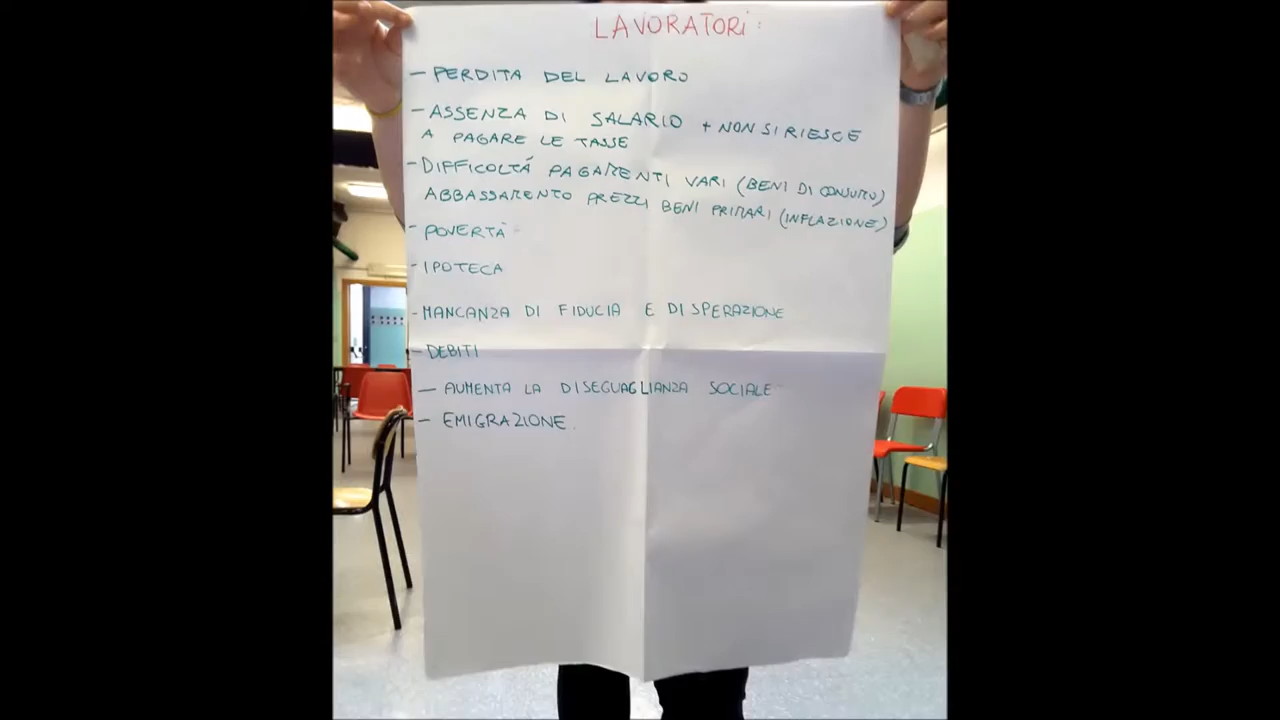 LAVORATORI:
- PERDITA DEL LAVORO
- ASSENZA DI SALARIO + NON SI RIESCE
A PAGARE LE TASSE
- DIFFICOLTÁ PAGAMENTI VARI (BENI DI CONSUMO)
ABBASSAMENTO PREZZI BENI PRIMARI (INFLAZIONE)
- POVERTÀ
- IPOTECA
- MANCANZA DI FIDUCIA E DISPERAZIONE
- DEBITI
- AUMENTA LA DISEGUAGLIANZA SOCIALE
- EMIGRAZIONE.